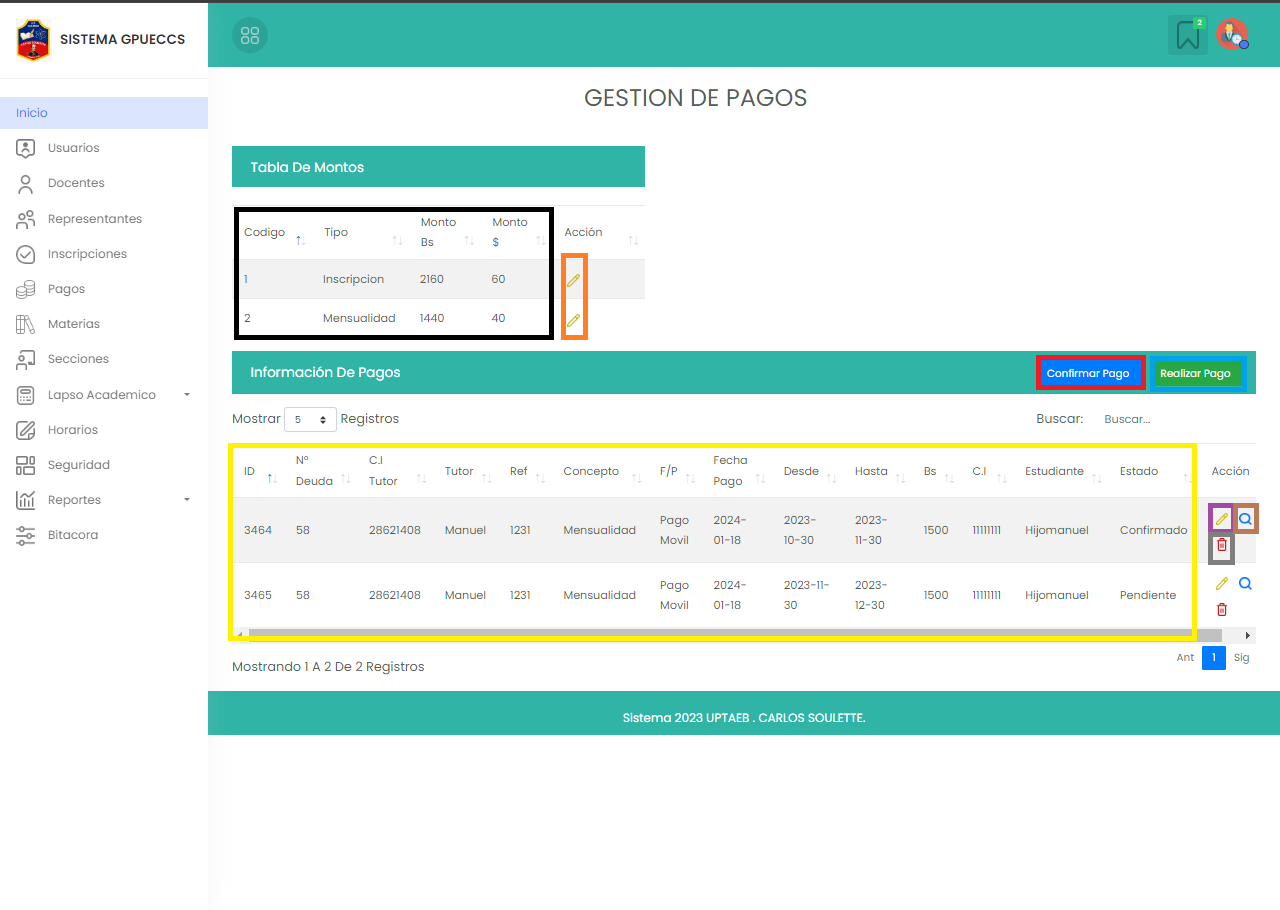 SISTEMA GPUECCS
2
Inicio
Usuarios
Docentes
Representantes
Inscripciones
Pagos
Materias
Secciones
Lapso Academico
Horarios
Seguridad
Reportes
Bitacora
GESTION DE PAGOS
Tabla De Montos
Codigo Tipo Monto Bs Monto $ Acción
1 Inscripcion 2160 60
2 Mensualidad 1440 40
Información De Pagos Confirmar Pago Realizar Pago
Mostrar 5 Registros Buscar: Buscar...
ID N° Deuda C.I Tutor Tutor Ref Concepto F/P Fecha Pago Desde Hasta Bs C.I Estudiante Estado Acción
3464 58 28621408 Manuel 1231 Mensualidad Pago Movil 2024-01-18 2023-10-30 2023-11-30 1500 11111111 Hijomanuel Confirmado
3465 58 28621408 Manuel 1231 Mensualidad Pago Movil 2024-01-18 2023-11-30 2023-12-30 1500 11111111 Hijomanuel Pendiente
Mostrando 1 A 2 De 2 Registros Ant 1 Sig
Sistema 2023 UPTAEB . CARLOS SOULETTE.